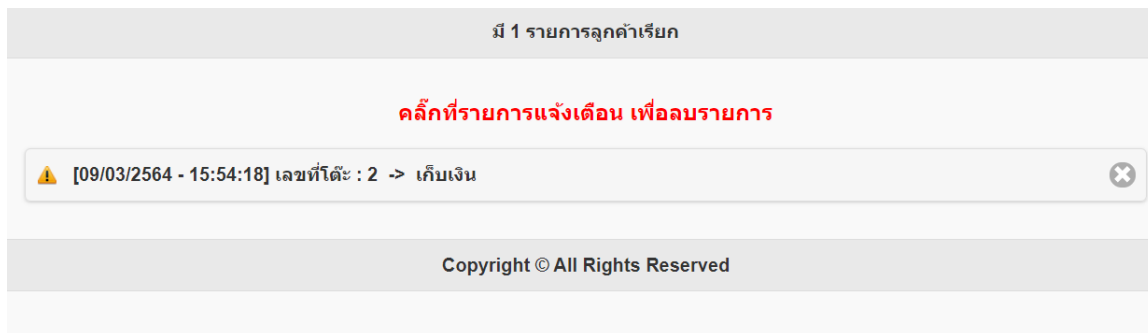 มี 1 รายการลูกค้าเรียก
คลิ๊กที่รายการแจ้งเตือน เพื่อลบรายการ
[09/03/2564 - 15:54:18] เลขที่โต๊ะ : 2 -> เก็บเงิน
Copyright © All Rights Reserved